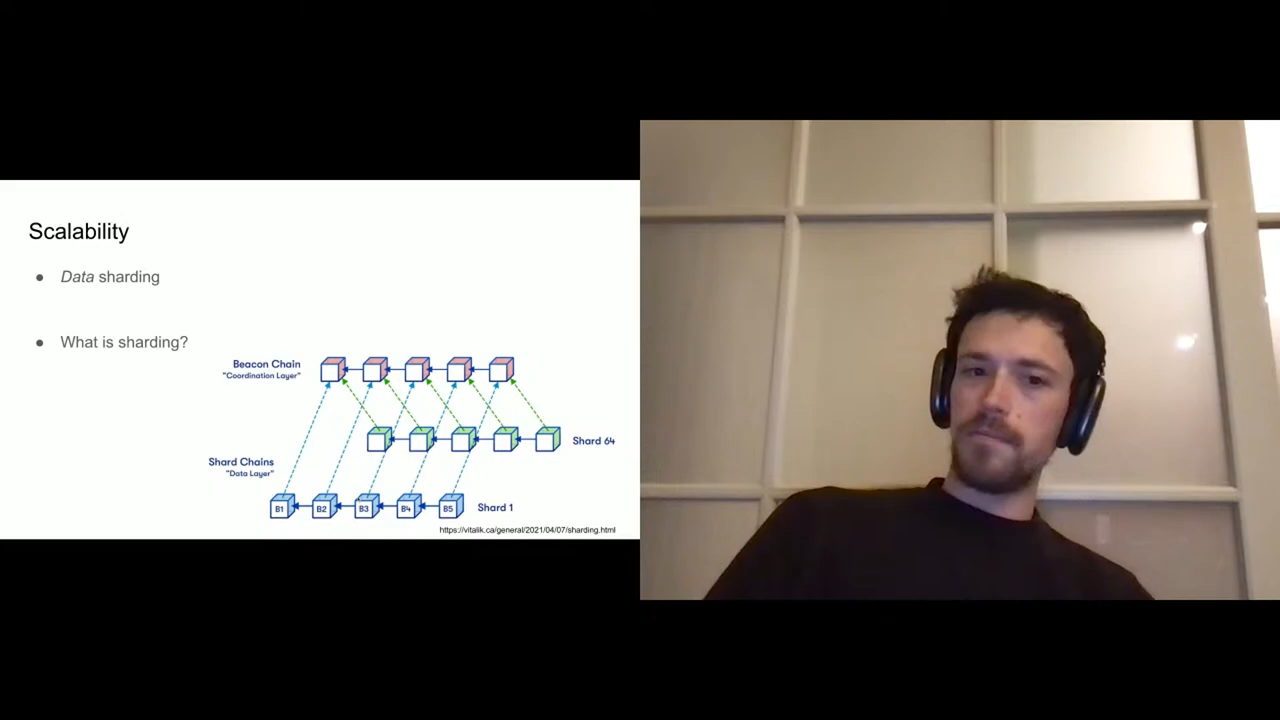 Scalability
● Data sharding
● What is sharding?
Beacon Chain
"Coordination Layer"
Shard 64
Shard Chains
"Data Layer"
B1 B2 B3 B4 B5 Shard 1
https://vitalik.ca/general/2021/04/07/sharding.html